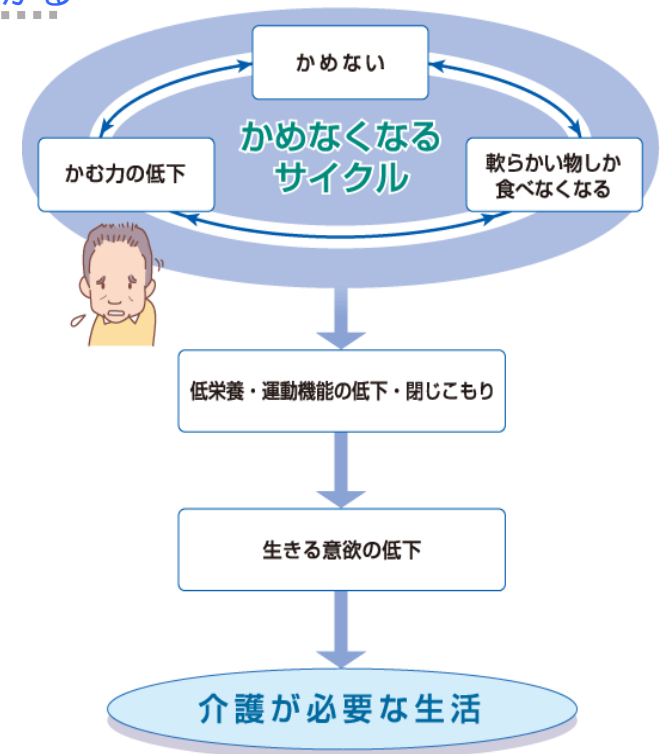 かめない
かめなくなる
サイクル
かむ力の低下
軟らかい物しか
食べなくなる
低栄養・運動機能の低下・閉じこもり
生きる意欲の低下
介護が必要な生活